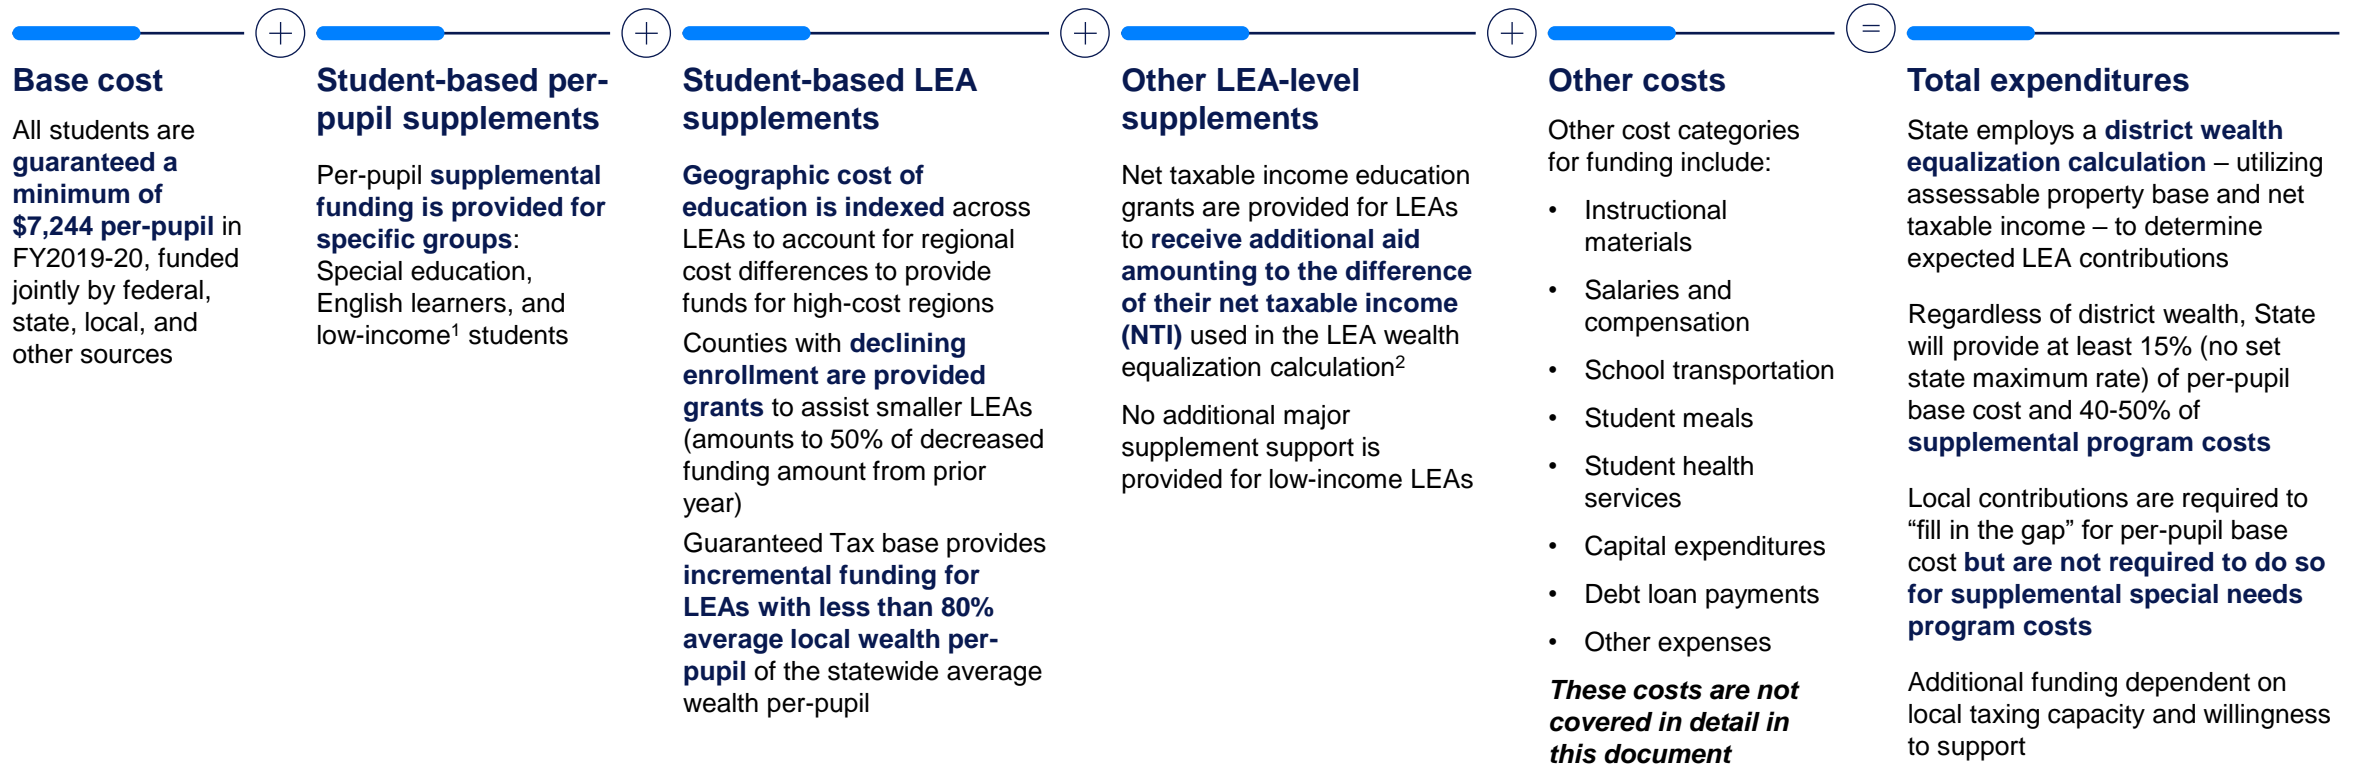 +
+
+
+
=
Base cost
All students are
guaranteed a
minimum of
$7,244 per-pupil in
FY2019-20, funded
jointly by federal,
state, local, and
other sources
Student-based per-
pupil supplements
Per-pupil supplemental
funding is provided for
specific groups:
Special education,
English learners, and
low-income¹ students
Student-based LEA
supplements
Geographic cost of
education is indexed across
LEAs to account for regional
cost differences to provide
funds for high-cost regions
Counties with declining
enrollment are provided
grants to assist smaller LEAs
(amounts to 50% of decreased
funding amount from prior
year)
Guaranteed Tax base provides
incremental funding for
LEAs with less than 80%
average local wealth per-
pupil of the statewide average
wealth per-pupil
Other LEA-level
supplements
Net taxable income education
grants are provided for LEAs
to receive additional aid
amounting to the difference
of their net taxable income
(NTI) used in the LEA wealth
equalization calculation²
No additional major
supplement support is
provided for low-income LEAs
Other costs
Other cost categories
for funding include:
• Instructional
materials
• Salaries and
compensation
• School transportation
• Student meals
• Student health
services
• Capital expenditures
• Debt loan payments
• Other expenses
These costs are not
covered in detail in
this document
Total expenditures
State employs a district wealth
equalization calculation – utilizing
assessable property base and net
taxable income – to determine
expected LEA contributions
Regardless of district wealth, State
will provide at least 15% (no set
state maximum rate) of per-pupil
base cost and 40-50% of
supplemental program costs
Local contributions are required to
“fill in the gap” for per-pupil base
cost but are not required to do so
for supplemental special needs
program costs
Additional funding dependent on
local taxing capacity and willingness
to support